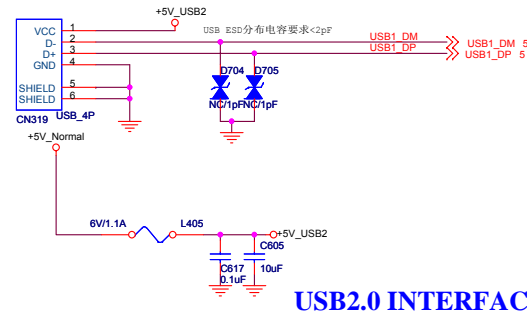 +5V_USB2
VCC 1
D- 2
D+ 3
GND 4
SHIELD 5
SHIELD 6
CN319 USB_4P
USB ESD分布电容要求<2pF
USB1_DM
USB1_DP
USB1_DM 5
USB1_DP 5
D704 D705
NC/1pF NC/1pF
+5V_Normal
6V/1.1A L405
+5V_USB2
C605
C617 10uF
0.1uF
USB2.0 INTERFAC